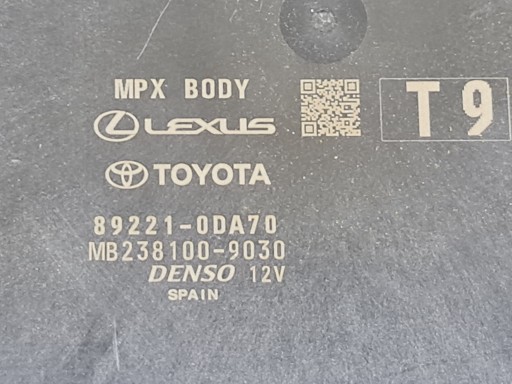 MPX BODY
LEXUS
T9
TOYOTA
89221-0DA70
MB238100-9030
DENSO 12V
SPAIN